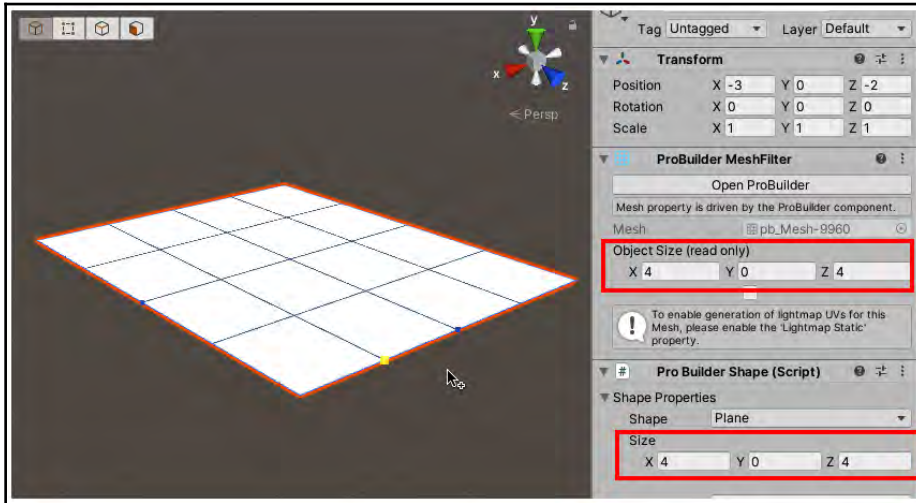 Tag Untagged Layer Default
Transform
Position X -3 Y 0 Z -2
Rotation X 0 Y 0 Z 0
Scale X 1 Y 1 Z 1
y
x
z
Persp
ProBuilder MeshFilter
Open ProBuilder
Mesh property is driven by the ProBuilder component.
Mesh pb_Mesh-9960
Object Size (read only)
X 4 Y 0 Z 4
! To enable generation of lightmap UVs for this
Mesh, please enable the 'Lightmap Static'
property.
# Pro Builder Shape (Script)
Shape Properties
Shape Plane
Size
X 4 Y 0 Z 4